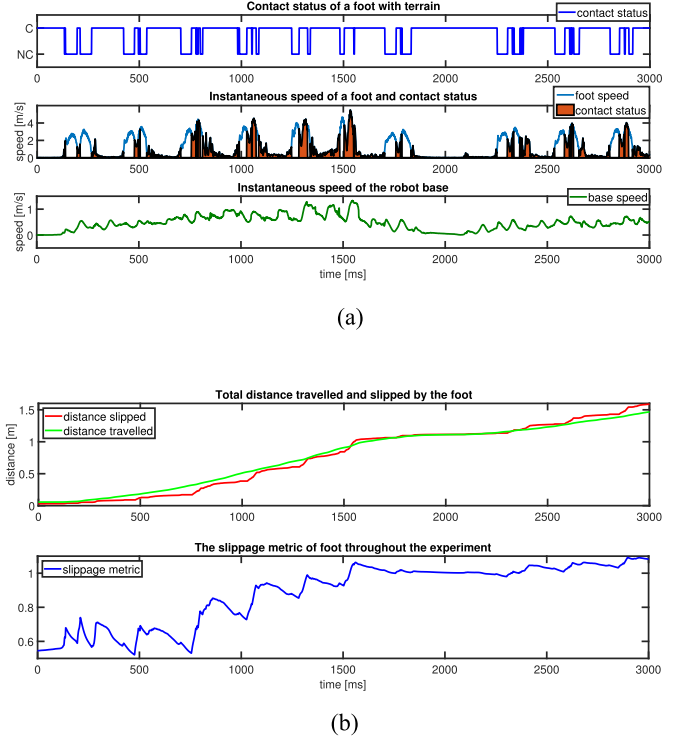 Contact status of a foot with terrain
contact status
C
NC
0 500 1000 1500 2000 2500 3000
Instantaneous speed of a foot and contact status
foot speed
contact status
speed [m/s]
4
2
0
0 500 1000 1500 2000 2500 3000
Instantaneous speed of the robot base
base speed
speed [m/s]
1
0
0 500 1000 1500 2000 2500 3000
time [ms]
(a)
Total distance travelled and slipped by the foot
distance slipped
distance travelled
distance [m]
1.5
1
0.5
0
0 500 1000 1500 2000 2500 3000
The slippage metric of foot throughout the experiment
slippage metric
1
0.8
0.6
0 500 1000 1500 2000 2500 3000
time [ms]
(b)